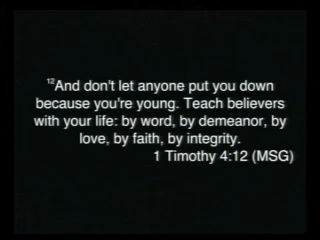 12And don't let anyone put you down
because you're young. Teach believers
with your life: by word, by demeanor, by
love, by faith, by integrity.
1 Timothy 4:12 (MSG)